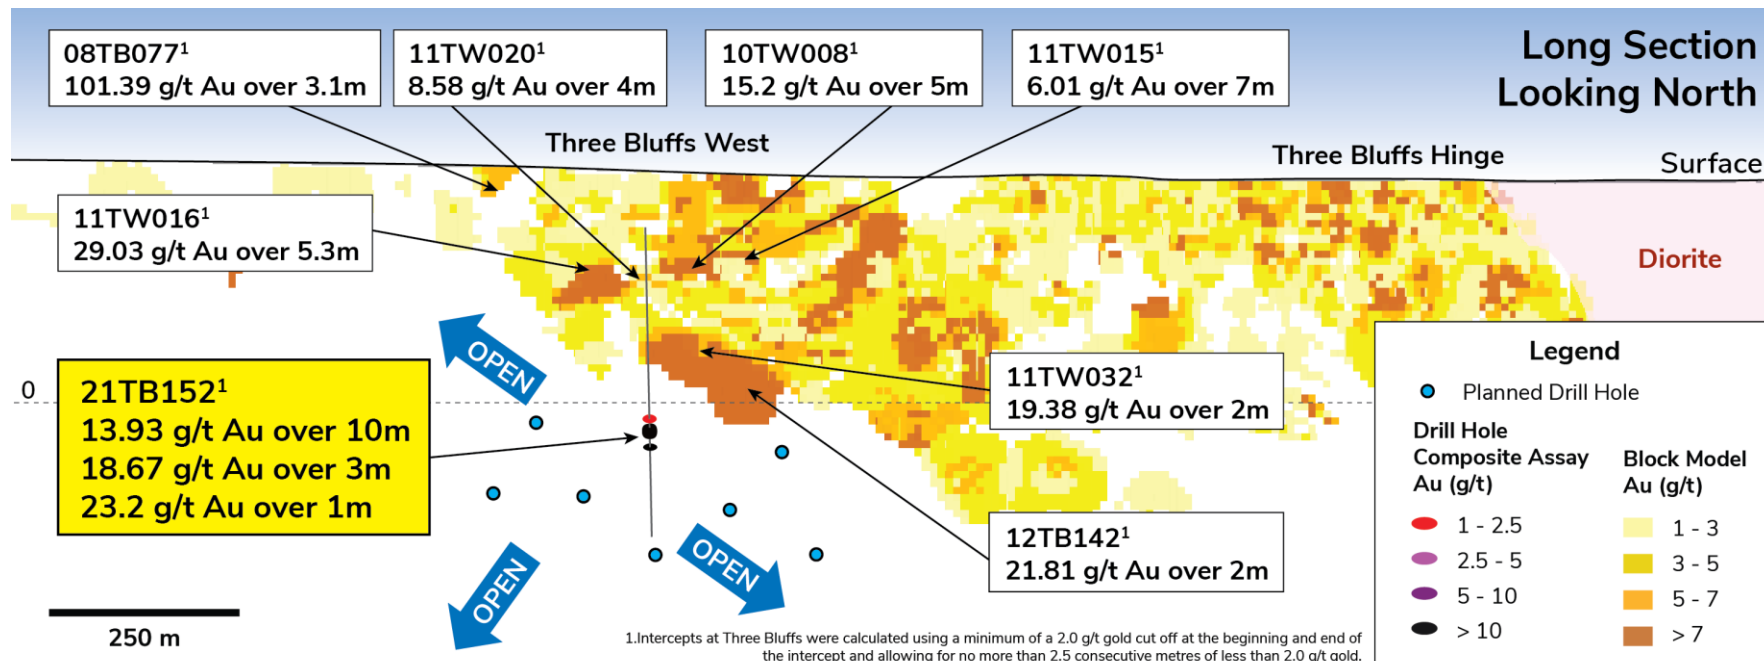 Long Section
Looking North
08TB077¹
101.39 g/t Au over 3.1m
11TW020¹
8.58 g/t Au over 4m
10TW008¹
15.2 g/t Au over 5m
11TW015¹
6.01 g/t Au over 7m
Three Bluffs West
Three Bluffs Hinge
Surface
11TW016¹
29.03 g/t Au over 5.3m
Diorite
OPEN
0
21TB152¹
13.93 g/t Au over 10m
18.67 g/t Au over 3m
23.2 g/t Au over 1m
11TW032¹
19.38 g/t Au over 2m
12TB142¹
21.81 g/t Au over 2m
OPEN
OPEN
250 m
Legend
Planned Drill Hole
Drill Hole
Composite Assay
Au (g/t)
1 - 2.5
2.5 - 5
5 - 10
> 10
Block Model
Au (g/t)
1 - 3
3 - 5
5 - 7
> 7
1.Intercepts at Three Bluffs were calculated using a minimum of a 2.0 g/t gold cut off at the beginning and end of
the intercept and allowing for no more than 2.5 consecutive metres of less than 2.0 g/t gold.